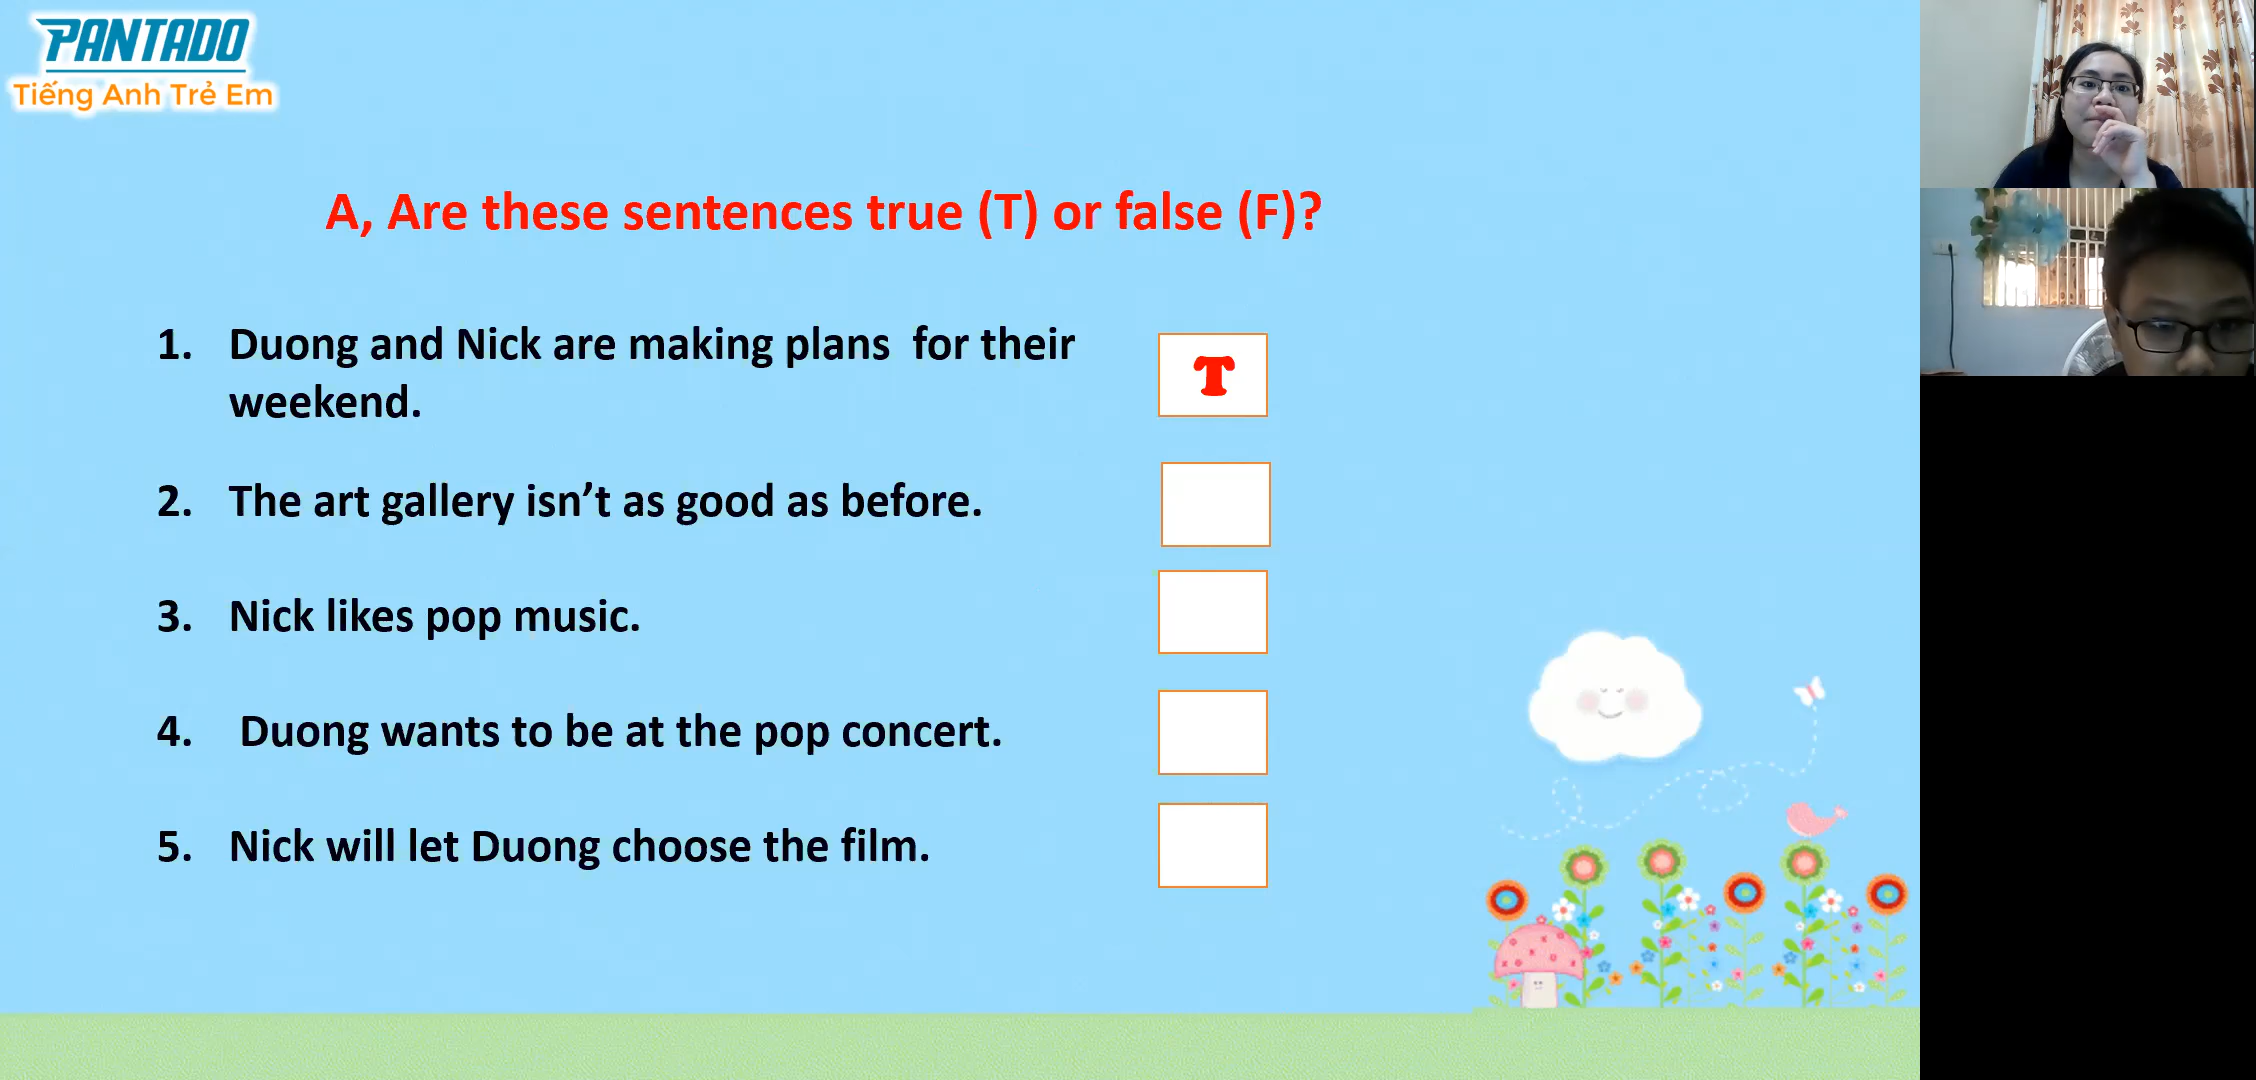 PANTADO
Tiếng Anh Trẻ Em
A, Are these sentences true (T) or false (F)?
1. Duong and Nick are making plans  for their
weekend.
T
2. The art gallery isn’t as good as before.
3. Nick likes pop music.
4. Duong wants to be at the pop concert.
5. Nick will let Duong choose the film.